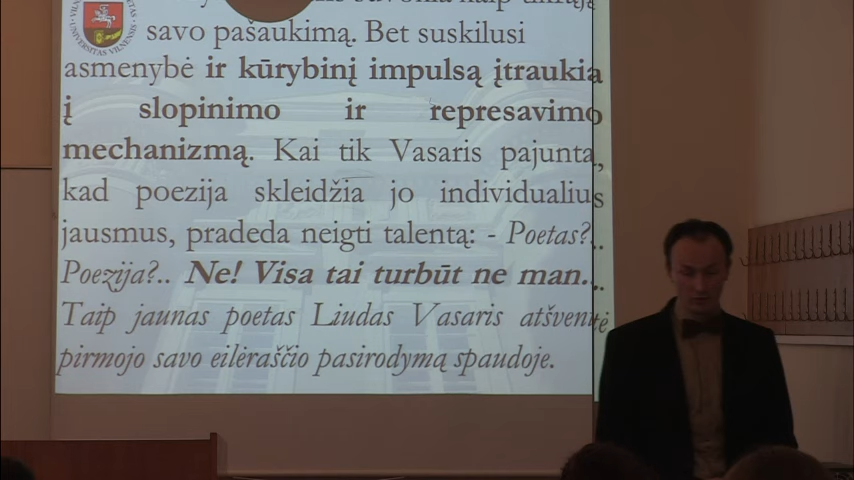 UNIVERSITAS VILNENSIS
savo pašaukimą. Bet suskilusi
asmenybė ir kūrybinį impulsą įtraukia
į slopinimo ir represavimo
mechanizmą. Kai tik Vasaris pajunta,
kad poezija skleidžia jo individualius
jausmus, pradeda neigti talentą: - Poetas?..
Poezija?.. Ne! Visa tai turbūt ne man...
Taip jaunas poetas Liudas Vasaris atšventė
pirmojo savo eilėraščio pasirodymą spaudoje.